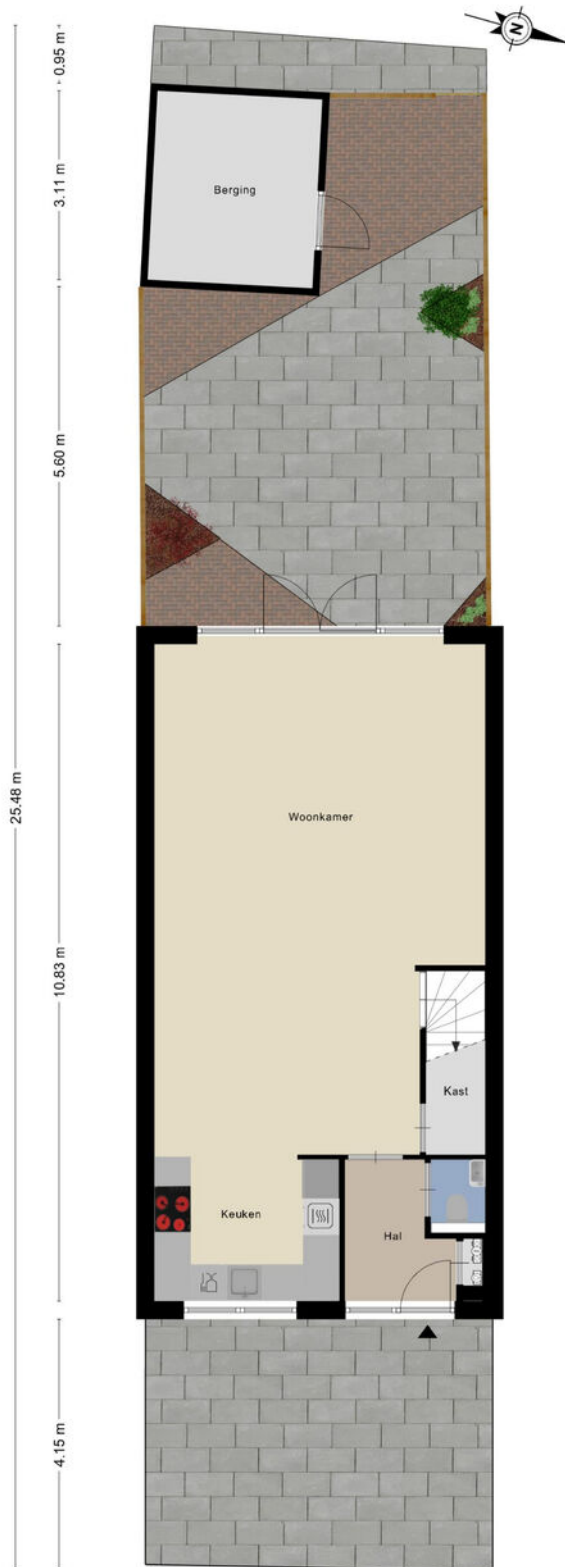 N
0.95 m
3.11 m
Berging
5.60 m
25.48 m
Woonkamer
10.83 m
Kast
Keuken
Hal
4.15 m